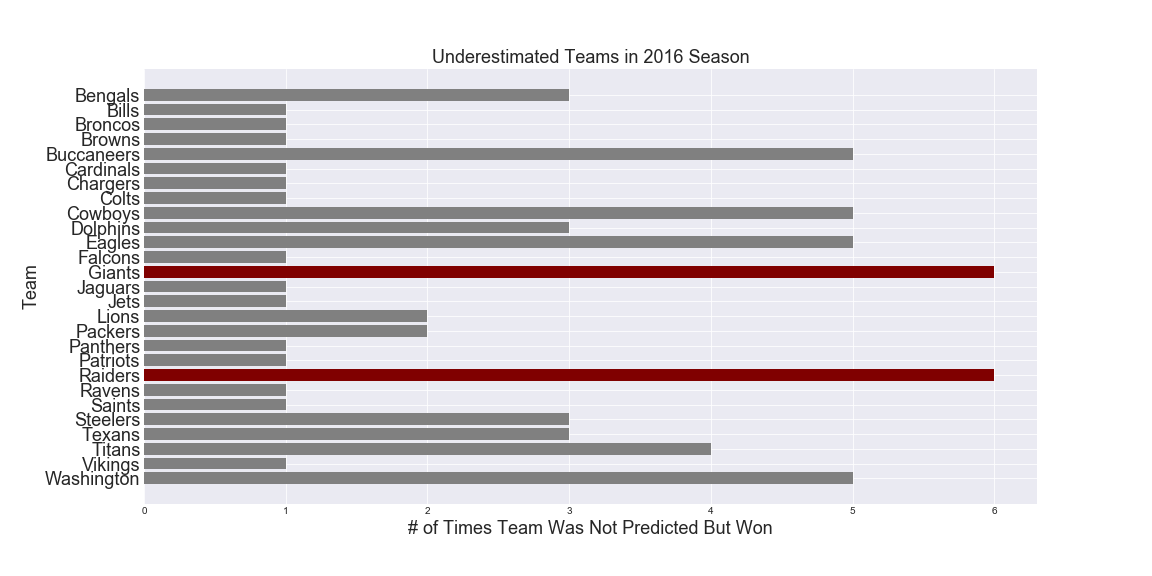 Underestimated Teams in 2016 Season
Team
Bengals
Bills
Broncos
Browns
Buccaneers
Cardinals
Chargers
Colts
Cowboys
Dolphins
Eagles
Falcons
Giants
Jaguars
Jets
Lions
Packers
Panthers
Patriots
Raiders
Ravens
Saints
Steelers
Texans
Titans
Vikings
Washington
0 1 2 3 4 5 6
# of Times Team Was Not Predicted But Won